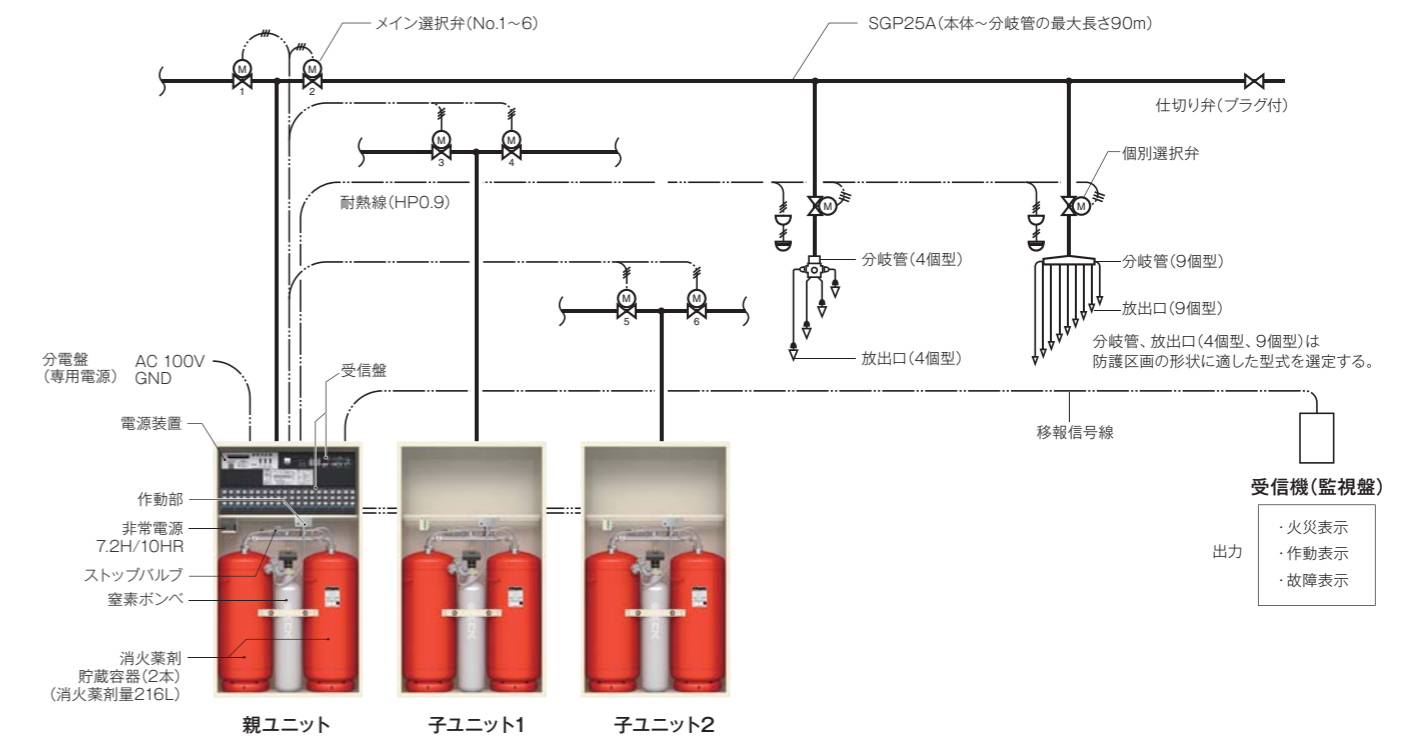 メイン選択弁(No.1～6)
SGP25A(本体～分岐管の最大長さ90m)
M
M
1
2
仕切り弁(プラグ付)
M
M
3
4
個別選択弁
耐熱線(HP0.9)
M
M
分岐管(4個型)
分岐管(9個型)
M
M
5
6
放出口(9個型)
放出口(4個型)
分岐管、放出口(4個型、9個型)は
防護区画の形状に適した型式を選定する。
分電盤
(専用電源)
AC 100V
GND
受信盤
電源装置
移報信号線
作動部
非常電源
7.2H/10HR
ストップバルブ
窒素ボンベ
消火薬剤
貯蔵容器(2本)
(消火薬剤量216L)
受信機(監視盤)
出力
・火災表示
・作動表示
・故障表示
親ユニット
子ユニット1
子ユニット2